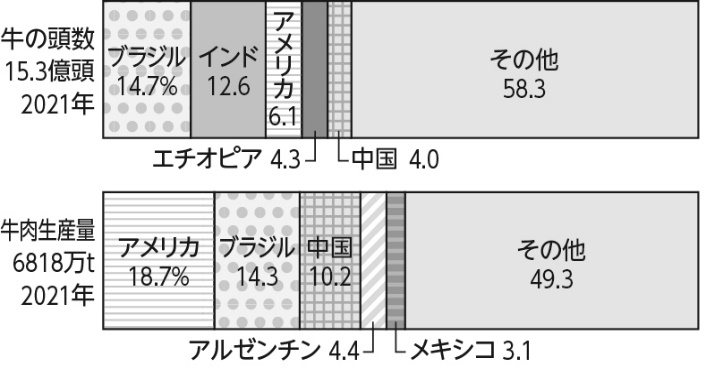 牛の頭数
15.3億頭
2021年
ブラジル
14.7%
インド
12.6
アメリカ
6.1
その他
58.3
エチオピア 4.3
中国 4.0
牛肉生産量
6818万t
2021年
アメリカ
18.7%
ブラジル
14.3
中国
10.2
その他
49.3
アルゼンチン 4.4
メキシコ 3.1